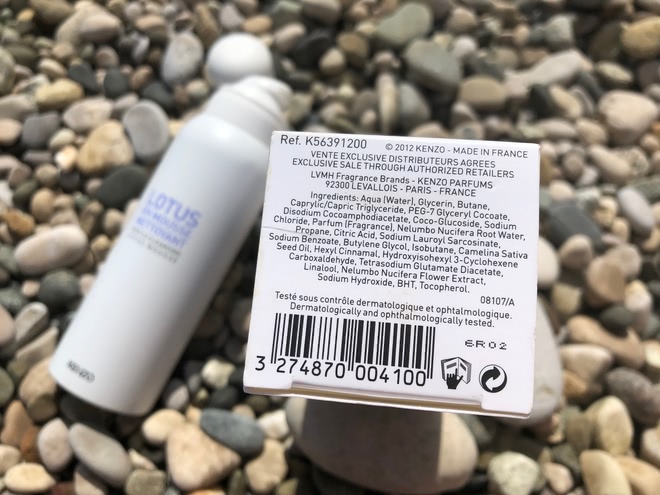 Ref. K56391200
© 2012 KENZO - MADE IN FRANCE
VENTE EXCLUSIVE DISTRIBUTEURS AGREES
EXCLUSIVE SALE THROUGH AUTHORIZED RETAILERS
LVMH Fragrance Brands - KENZO PARFUMS
92300 LEVALLOIS - PARIS - FRANCE
Ingredients: Aqua (Water), Glycerin, Butane,
Caprylic/Capric Triglyceride, PEG-7 Glyceryl Cocoate,
Disodium Cocoamphodiacetate, Coco-Glucoside, Sodium
Chloride, Parfum (Fragrance), Nelumbo Nucifera Root Water,
Propane, Citric Acid, Sodium Lauroyl Sarcosinate,
Sodium Benzoate, Butylene Glycol, Isobutane, Camelina Sativa
Seed Oil, Hexyl Cinnamal, Hydroxyisohexyl 3-Cyclohexene
Carboxaldehyde, Tetrasodium Glutamate Diacetate,
Linalool, Nelumbo Nucifera Flower Extract,
Sodium Hydroxide, BHT, Tocopherol.
08107/A
Testé sous contrôle dermatologique et ophtalmologique.
Dermatologically and ophthalmologically tested.
6R02
3 274870 004100
LOTUS
EN MOUSSE
NETTOYANT
KENZO